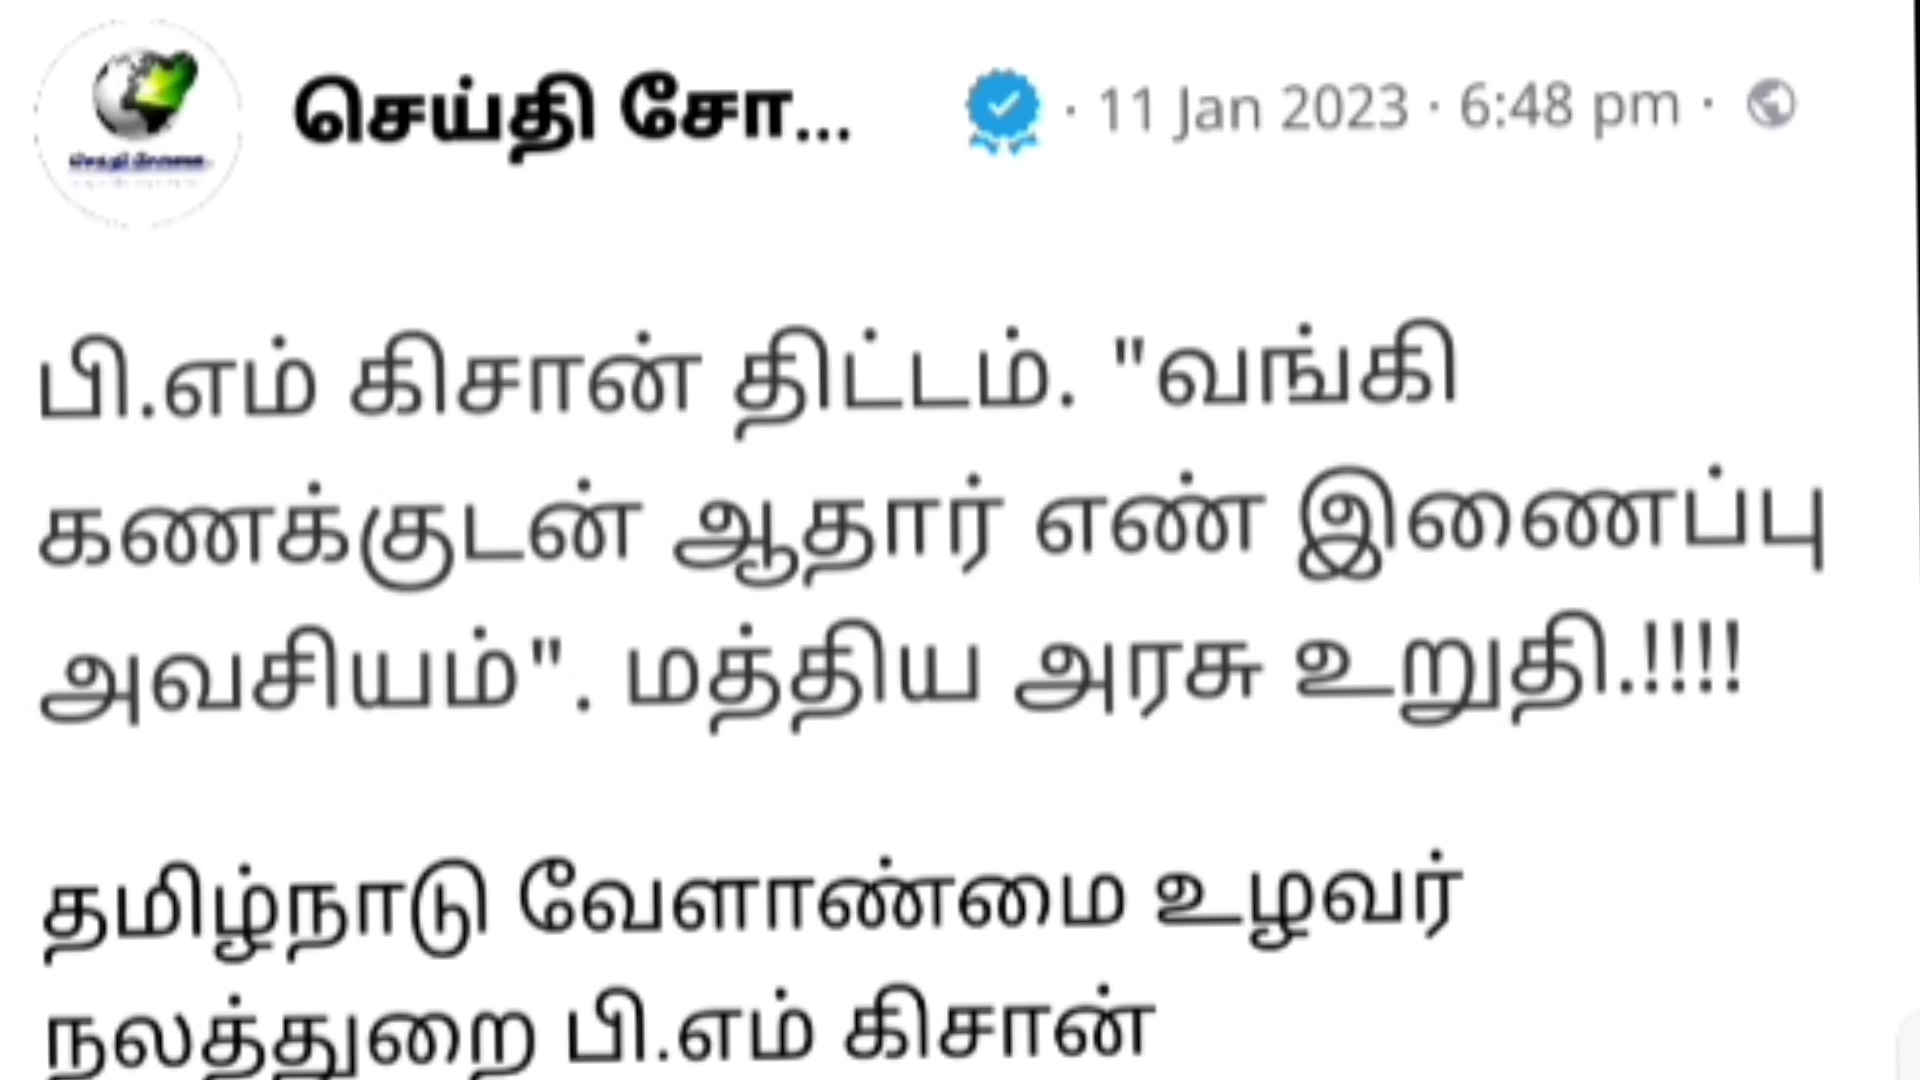 செய்தி சோ... · 11 Jan 2023 · 6:48 pm ·
பி.எம் கிசான் திட்டம். "வங்கி
கணக்குடன் ஆதார் எண் இணைப்பு
அவசியம்". மத்திய அரசு உறுதி.!!!!
தமிழ்நாடு வேளாண்மை உழவர்
நலத்துறை பி.எம் கிசான்